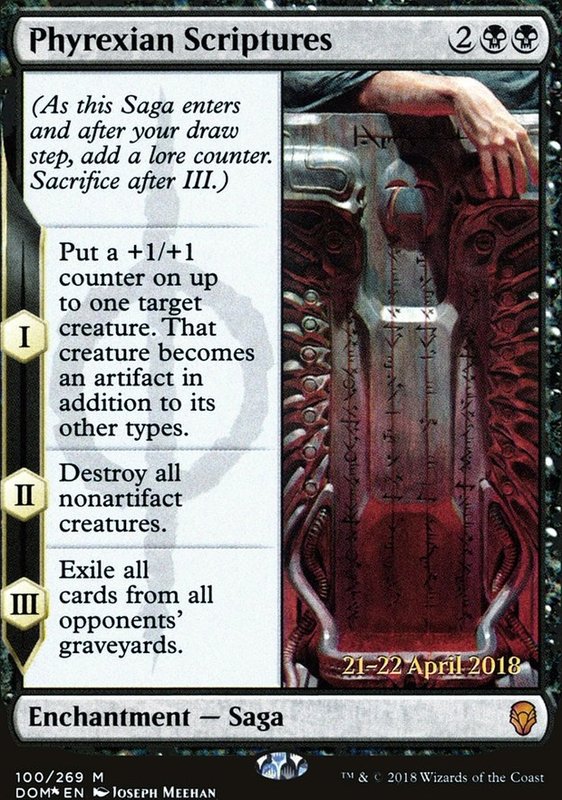 Phyrexian Scriptures 2
(As this Saga enters
and after your draw
step, add a lore counter.
Sacrifice after III.)
I
Put a +1/+1
counter on up
to one target
creature. That
creature becomes
an artifact in
addition to its
other types.
II
Destroy all
nonartifact
creatures.
III
Exile all
cards from all
opponents'
graveyards.
21–22 April 2018
Enchantment — Saga
100/269 M
DOM★EN Joseph Meehan
™ & © 2018 Wizards of the Coast